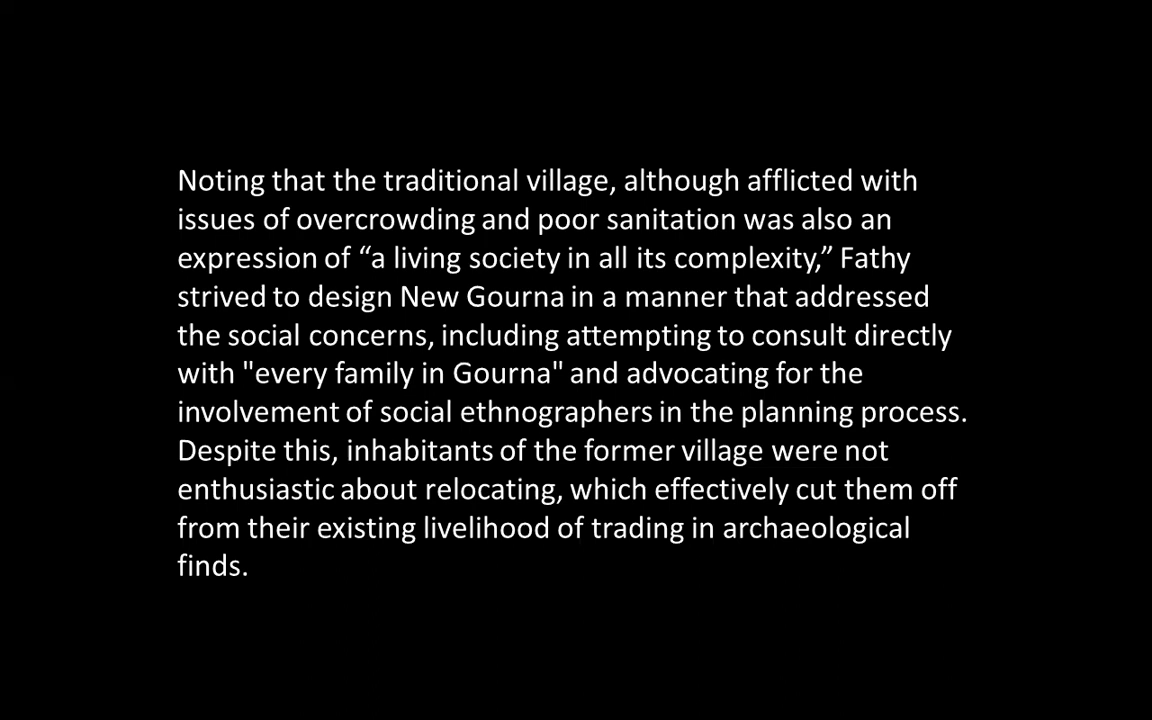 Noting that the traditional village, although afflicted with
issues of overcrowding and poor sanitation was also an
expression of “a living society in all its complexity,” Fathy
strived to design New Gourna in a manner that addressed
the social concerns, including attempting to consult directly
with "every family in Gourna" and advocating for the
involvement of social ethnographers in the planning process.
Despite this, inhabitants of the former village were not
enthusiastic about relocating, which effectively cut them off
from their existing livelihood of trading in archaeological
finds.